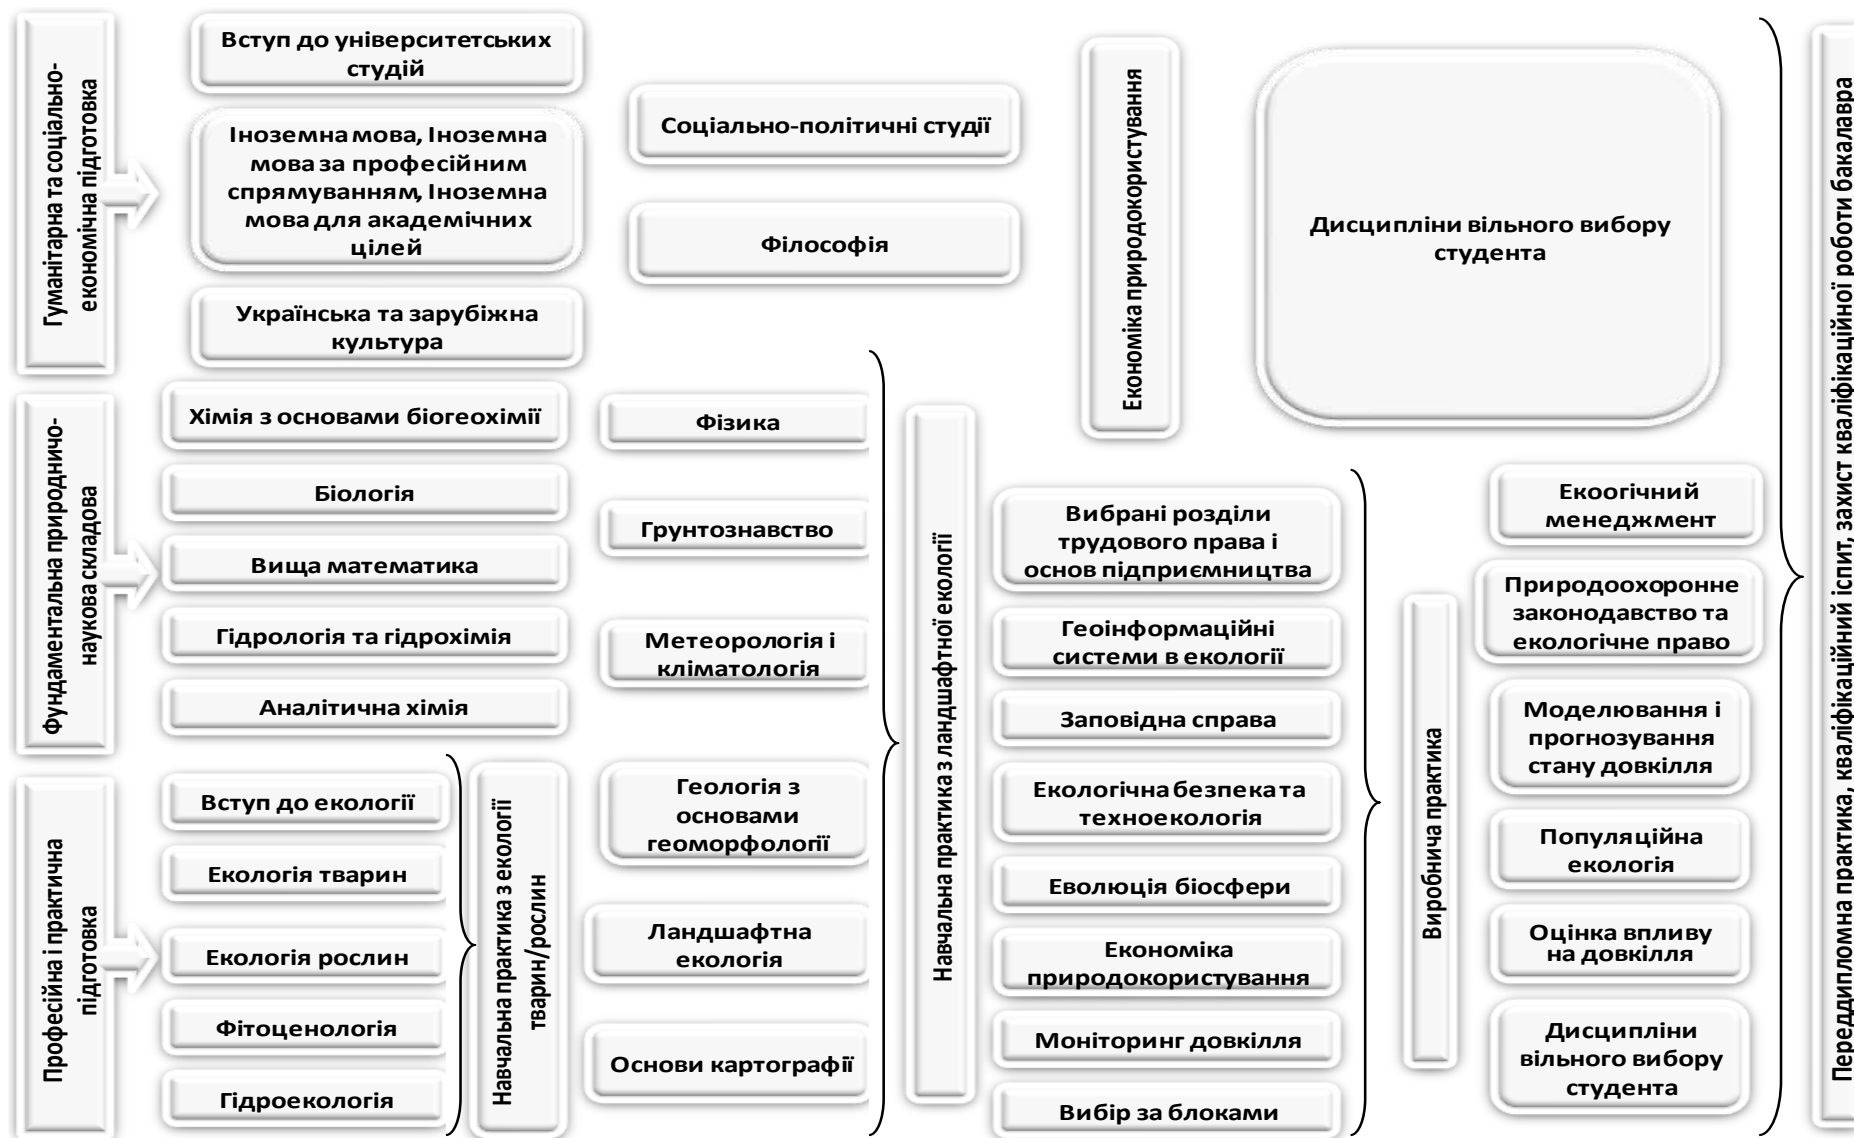 Гуманітарна та соціально-
економічна підготовка
Вступ до університетських
студій
Іноземна мова, Іноземна
мова за професійним
спрямуванням, Іноземна
мова для академічних
цілей
Українська та зарубіжна
культура
Соціально-політичні студії
Філософія
Економіка природокористування
Дисципліни вільного вибору
студента
Фундаментальна природничо-
наукова складова
Хімія з основами біогеохімії
Біологія
Вища математика
Гідрологія та гідрохімія
Аналітична хімія
Професійна і практична
підготовка
Вступ до екології
Екологія тварин
Екологія рослин
Фітоценологія
Гідроекологія
Навчальна практика з екології
тварин/рослин
Фізика
Грунтознавство
Метеорологія і
кліматологія
Геологія з
основами
геоморфології
Ландшафтна
екологія
Основи картографії
Навчальна практика з ландшафтної екології
Вибрані розділи
трудового права і
основ підприємництва
Геоінформаційні
системи в екології
Заповідна справа
Екологічна безпека та
техноекологія
Еволюція біосфери
Економіка
природокористування
Моніторинг довкілля
Вибір за блоками
Виробнича практика
Екоогічний
менеджмент
Природоохоронне
законодавство та
екологічне право
Моделювання і
прогнозування
стану довкілля
Популяційна
екологія
Оцінка впливу
на довкілля
Дисципліни
вільного вибору
студента
Переддипломна практика, кваліфікаційний іспит, захист кваліфікаційної роботи бакалавра